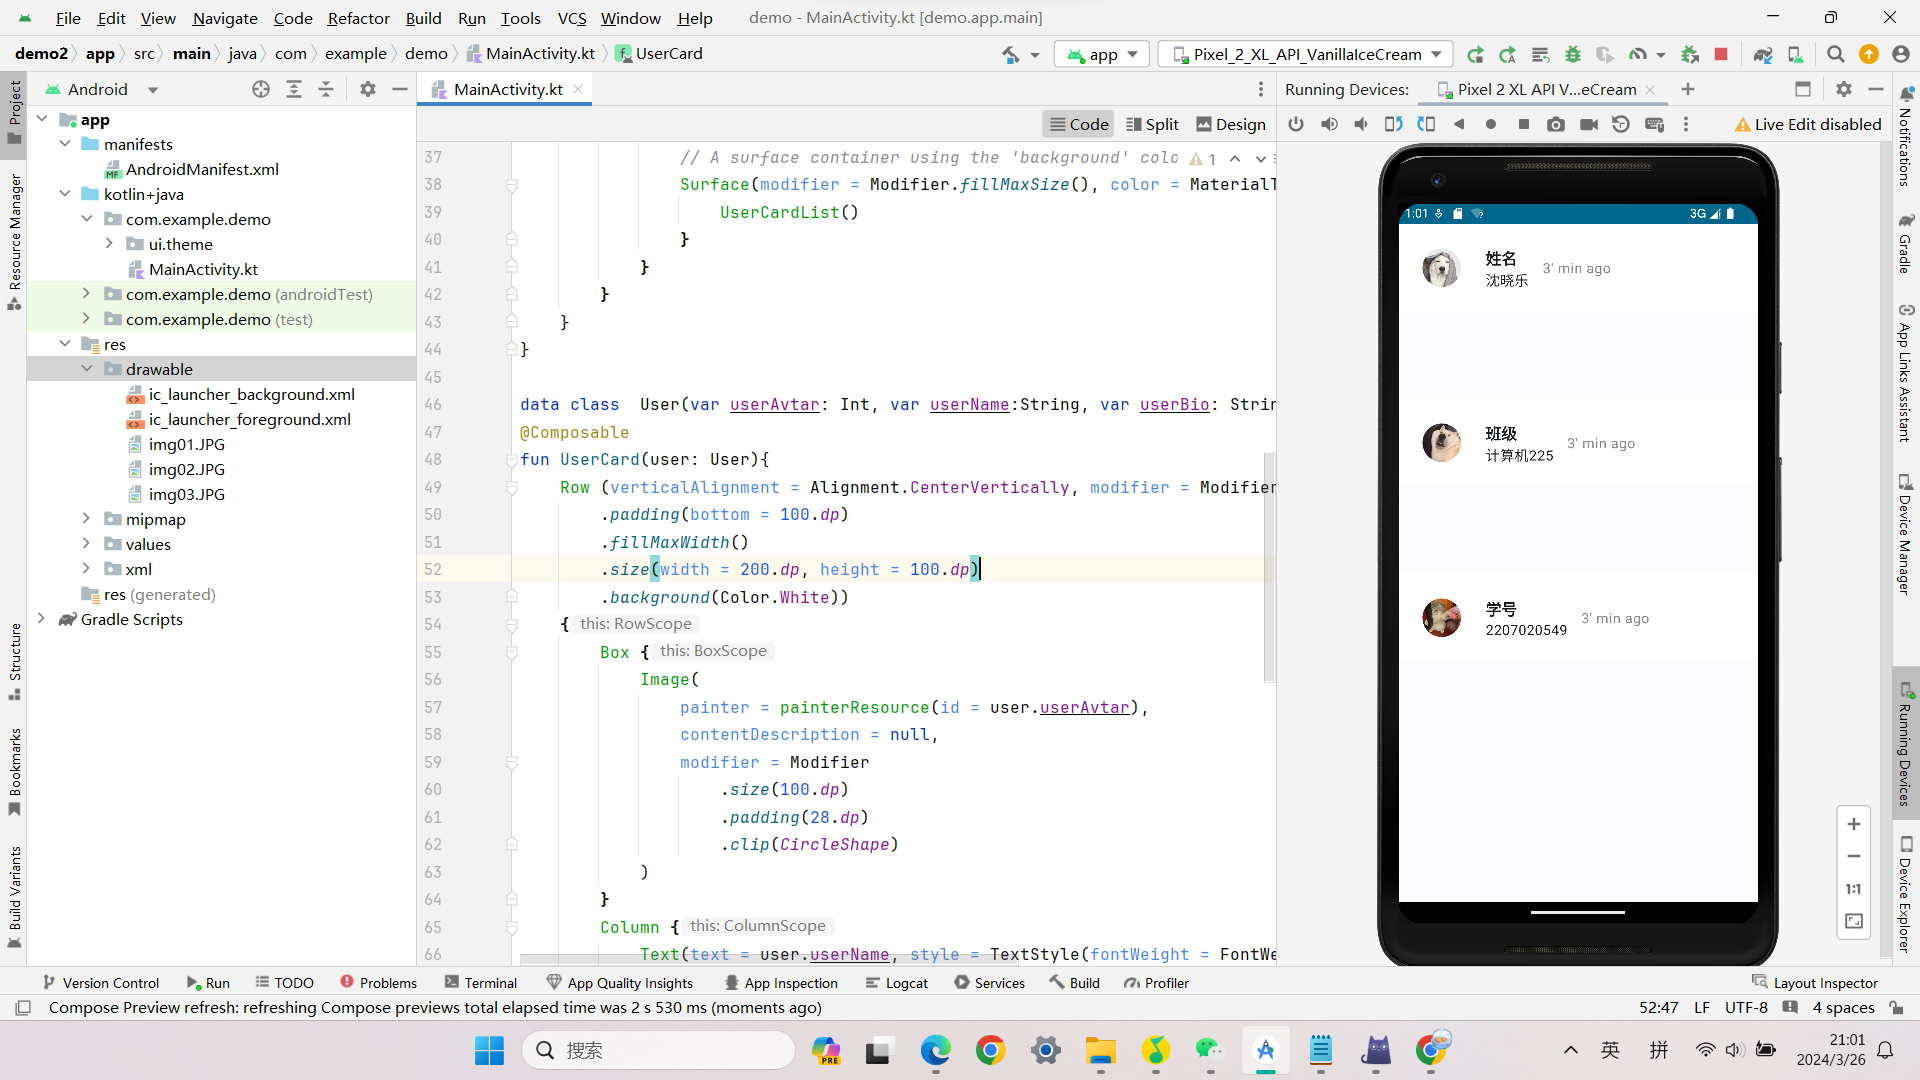 File Edit View Navigate Code Refactor Build Run Tools VCS Window Help demo - MainActivity.kt [demo.app.main]
demo2 app src main java com example demo MainActivity.kt UserCard app Pixel_2_XL_API_VanillaIceCream
Project
Resource Manager
Structure
Bookmarks
Build Variants
Android
app
manifests
AndroidManifest.xml
kotlin+java
com.example.demo
ui.theme
MainActivity.kt
com.example.demo (androidTest)
com.example.demo (test)
res
drawable
ic_launcher_background.xml
ic_launcher_foreground.xml
img01.JPG
img02.JPG
img03.JPG
mipmap
values
xml
res (generated)
Gradle Scripts
MainActivity.kt
Code Split Design
1
37 // A surface container using the 'background' colo
38 Surface(modifier = Modifier.fillMaxSize(), color = MaterialT
39 UserCardList()
40 }
41 }
42 }
43 }
44 }
45
46 data class User(var userAvtar: Int, var userName:String, var userBio: Strin
47 @Composable
48 fun UserCard(user: User){
49 Row (verticalAlignment = Alignment.CenterVertically, modifier = Modifier
50 .padding(bottom = 100.dp)
51 .fillMaxWidth()
52 .size(width = 200.dp, height = 100.dp)
53 .background(Color.White))
54 { this: RowScope
55 Box { this: BoxScope
56 Image(
57 painter = painterResource(id = user.userAvtar),
58 contentDescription = null,
59 modifier = Modifier
60 .size(100.dp)
61 .padding(28.dp)
62 .clip(CircleShape)
63 )
64 }
65 Column { this: ColumnScope
66 Text(text = user.userName, style = TextStyle(fontWeight = FontWe
Running Devices: Pixel 2 XL API V...eCream
Live Edit disabled
1:01 3G
姓名
沈晓乐
3' min ago
班级
计算机225
3' min ago
学号
2207020549
3' min ago
1:1
Notifications
Gradle
App Links Assistant
Device Manager
Running Devices
Device Explorer
Version Control Run TODO Problems Terminal App Quality Insights App Inspection Logcat Services Build Profiler Layout Inspector
Compose Preview refresh: refreshing Compose previews total elapsed time was 2 s 530 ms (moments ago) 52:47 LF UTF-8 4 spaces
搜索
PRE
英 拼
21:01
2024/3/26